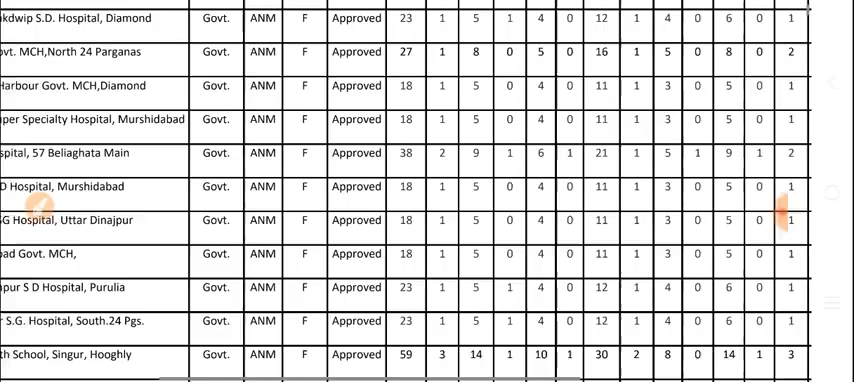 kdwip S.D. Hospital, Diamond Govt. ANM F Approved 23 1 5 1 4 0 12 1 4 0 6 0 1
ovt. MCH,North 24 Parganas Govt. ANM F Approved 27 1 8 0 5 0 16 1 5 0 8 0 2
Harbour Govt. MCH,Diamond Govt. ANM F Approved 18 1 5 0 4 0 11 1 3 0 5 0 1
uper Specialty Hospital, Murshidabad Govt. ANM F Approved 18 1 5 0 4 0 11 1 3 0 5 0 1
spital, 57 Beliaghata Main Govt. ANM F Approved 38 2 9 1 6 1 21 1 5 1 9 1 2
D Hospital, Murshidabad Govt. ANM F Approved 18 1 5 0 4 0 11 1 3 0 5 0 1
SG Hospital, Uttar Dinajpur Govt. ANM F Approved 18 1 5 0 4 0 11 1 3 0 5 0 1
bad Govt. MCH, Govt. ANM F Approved 18 1 5 0 4 0 11 1 3 0 5 0 1
pur S D Hospital, Purulia Govt. ANM F Approved 23 1 5 1 4 0 12 1 4 0 6 0 1
r S.G. Hospital, South.24 Pgs. Govt. ANM F Approved 23 1 5 1 4 0 12 1 4 0 6 0 1
th School, Singur, Hooghly Govt. ANM F Approved 59 3 14 1 10 1 30 2 8 0 14 1 3